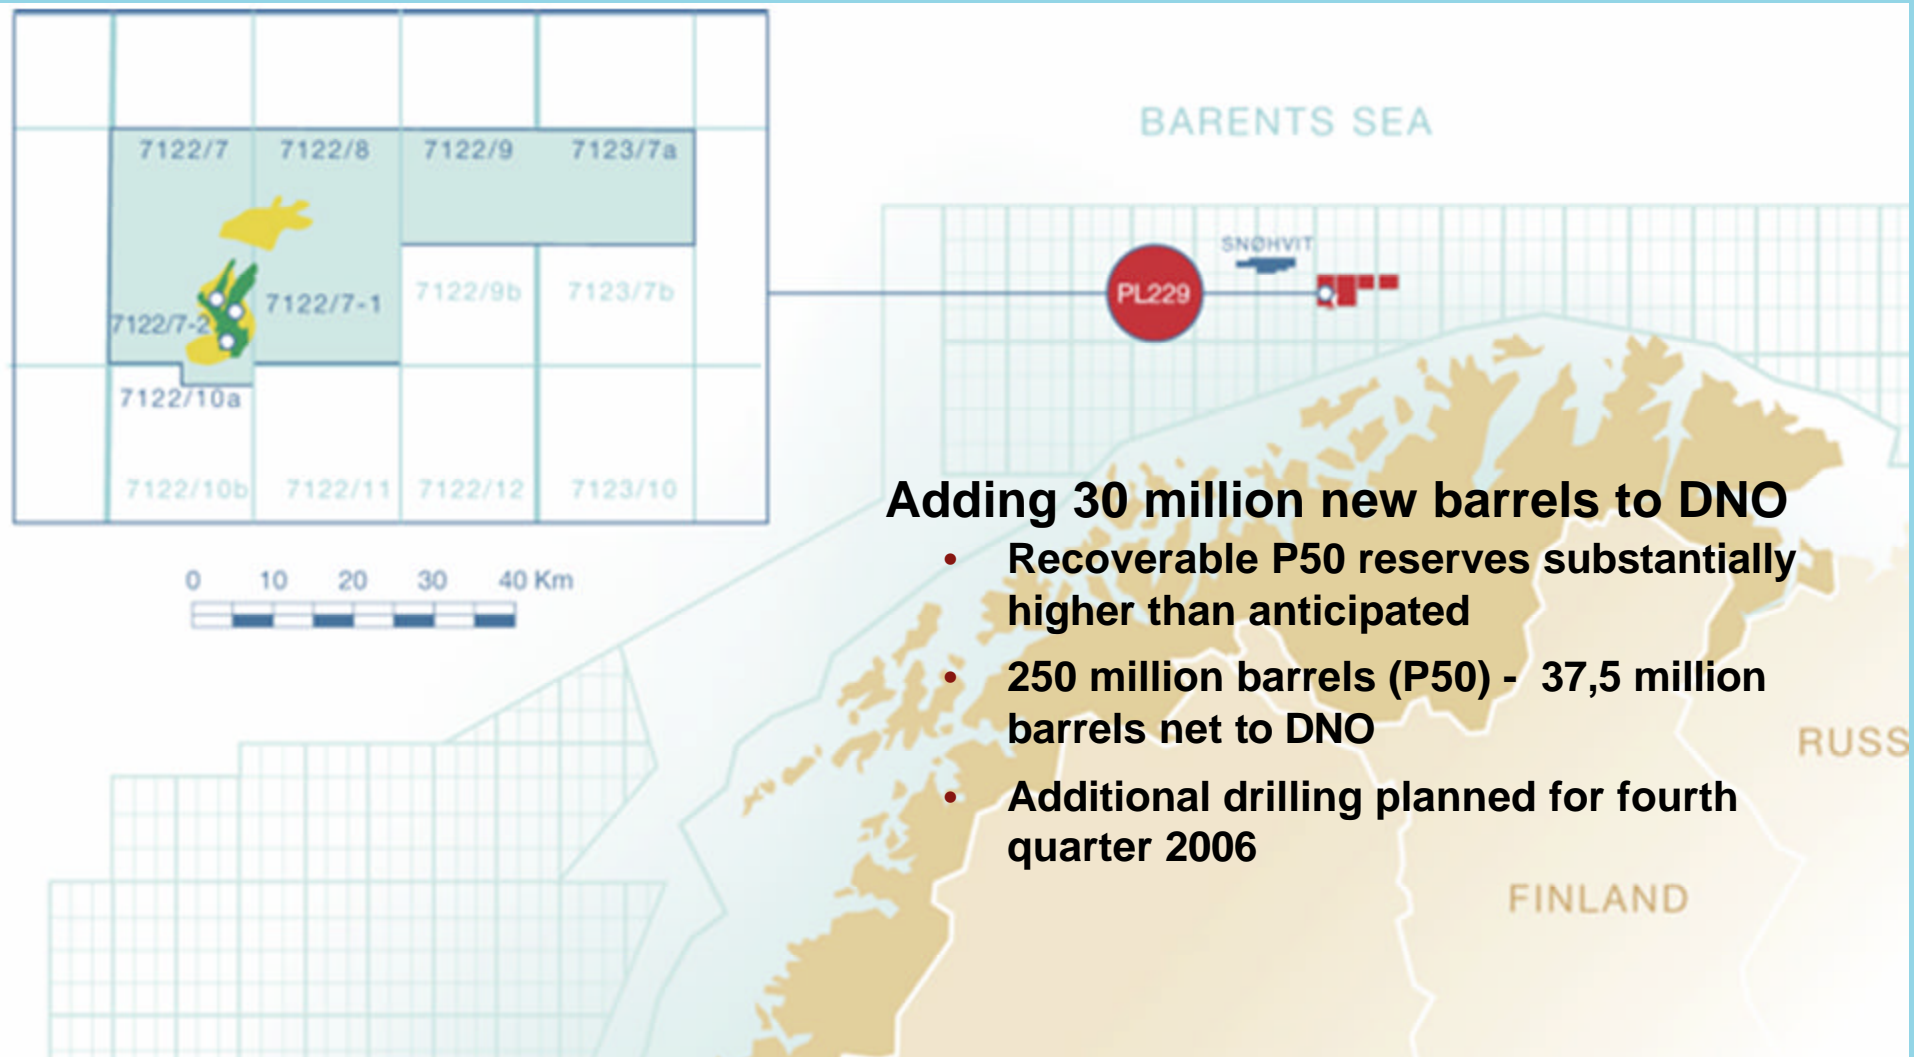 7122/7 7122/8 7122/9 7123/7a
7122/7-2 7122/7-1 7122/9b 7123/7b
7122/10a
7122/10b 7122/11 7122/12 7123/10
0 10 20 30 40 Km
BARENTS SEA
SNØHVIT
PL229
Adding 30 million new barrels to DNO
• Recoverable P50 reserves substantially
higher than anticipated
• 250 million barrels (P50) - 37,5 million
barrels net to DNO
• Additional drilling planned for fourth
quarter 2006
RUSS
FINLAND